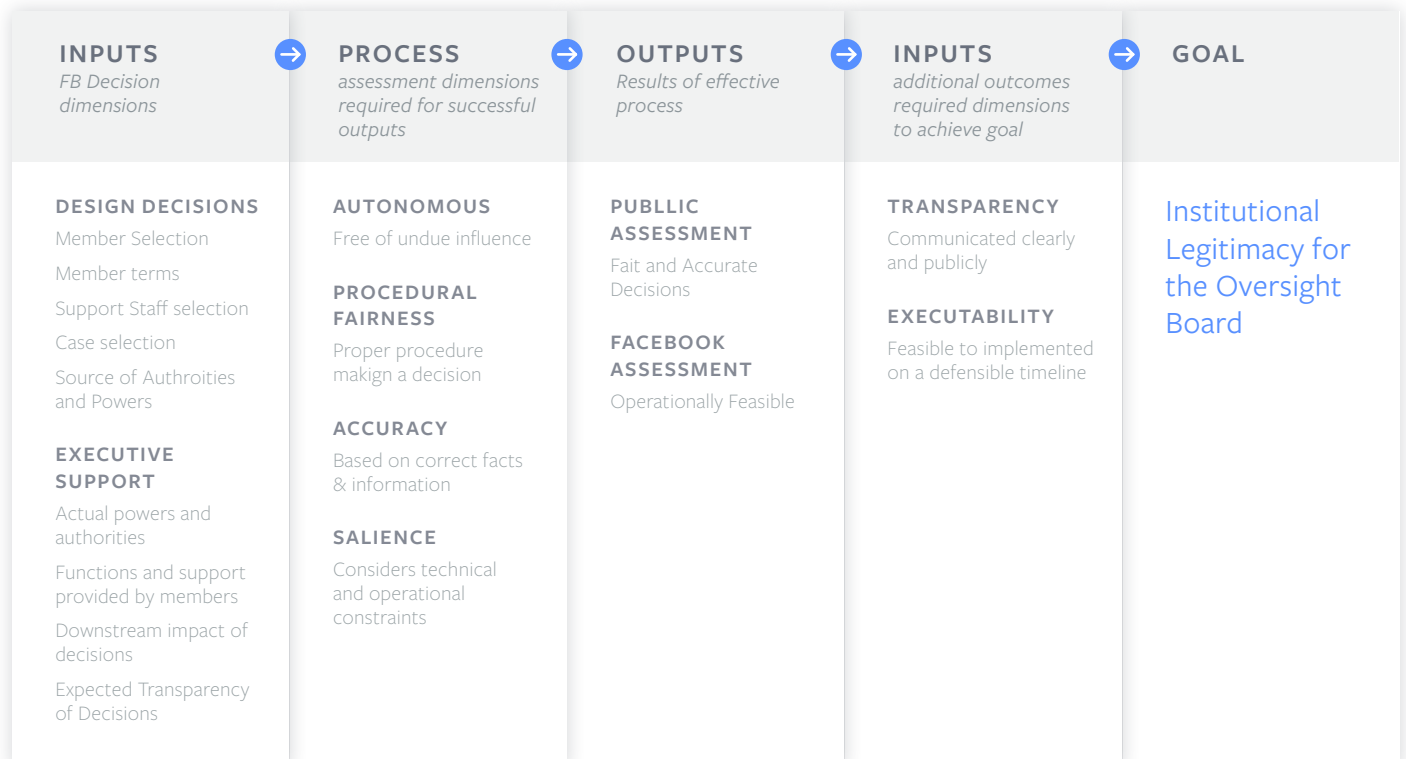 INPUTS
FB Decision
dimensions
PROCESS
assessment dimensions
required for successful
outputs
OUTPUTS
Results of effective
process
INPUTS
additional outcomes
required dimensions
to achieve goal
GOAL
DESIGN DECISIONS
Member Selection
Member terms
Support Staff selection
Case selection
Source of Authroities
and Powers
EXECUTIVE
SUPPORT
Actual powers and
authorities
Functions and support
provided by members
Downstream impact of
decisions
Expected Transparency
of Decisions
AUTONOMOUS
Free of undue influence
PROCEDURAL
FAIRNESS
Proper procedure
makign a decision
ACCURACY
Based on correct facts
& information
SALIENCE
Considers technical
and operational
constraints
PUBLLIC
ASSESSMENT
Fait and Accurate
Decisions
FACEBOOK
ASSESSMENT
Operationally Feasible
TRANSPARENCY
Communicated clearly
and publicly
EXECUTABILITY
Feasible to implemented
on a defensible timeline
Institutional
Legitimacy for
the Oversight
Board